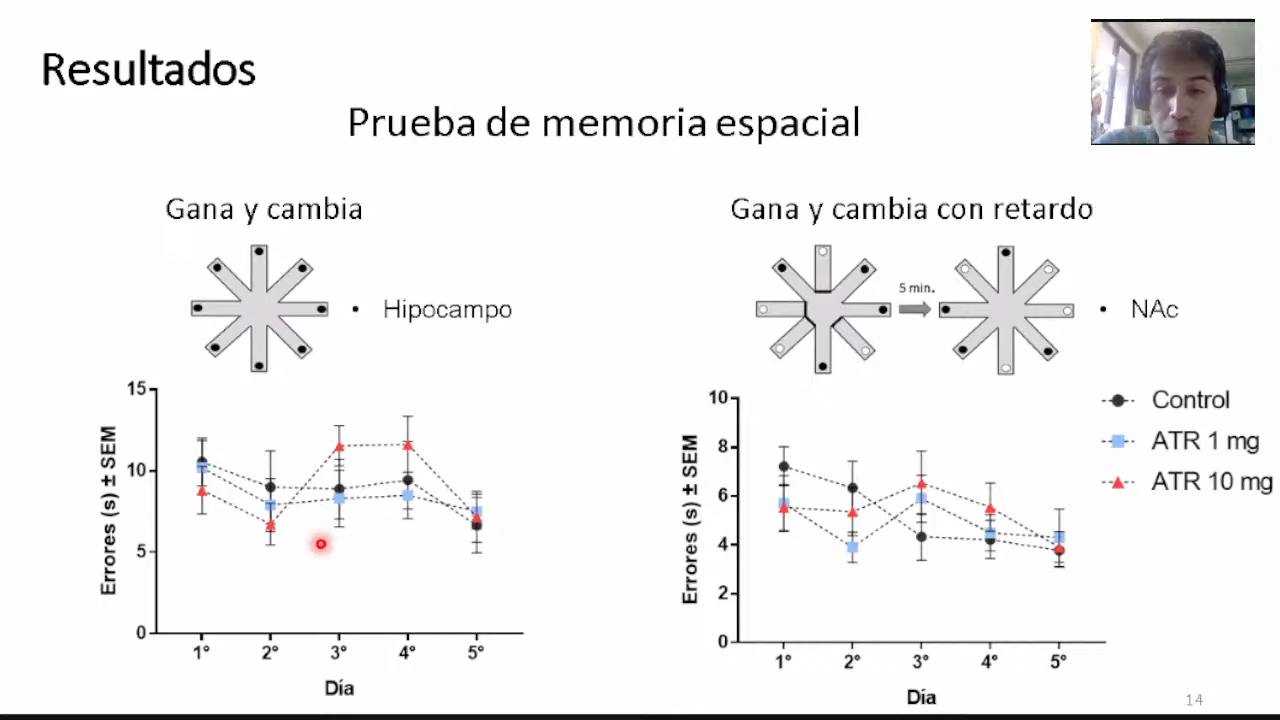 Resultados
Prueba de memoria espacial
Gana y cambia
• Hipocampo
15
10
5
0
Errores (s) ± SEM
1° 2° 3° 4° 5°
Día
Gana y cambia con retardo
5 min.
• NAc
10
8
6
4
2
0
Errores (s) ± SEM
1° 2° 3° 4° 5°
Día
Control
ATR 1 mg
ATR 10 mg
14